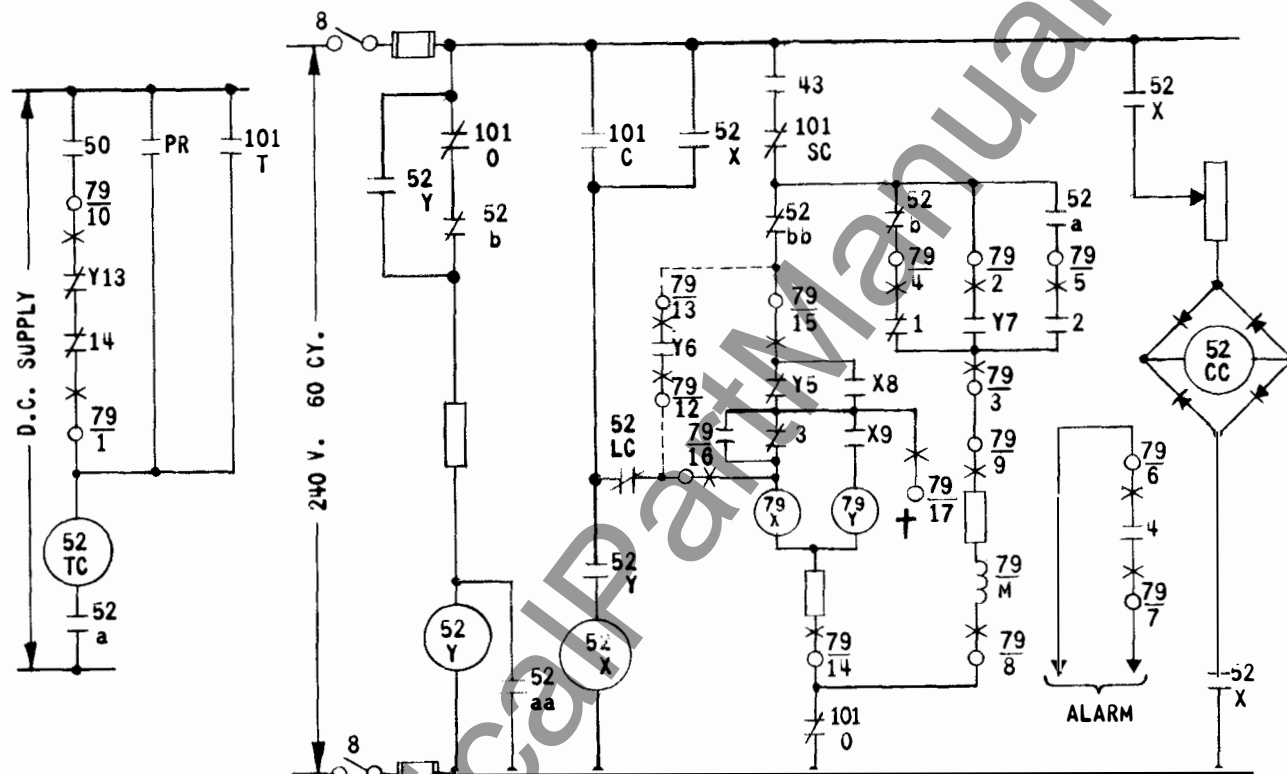 8
D.C. SUPPLY
50
PR
101
T
79
10
Y13
14
79
1
52
TC
52
a
240 V. 60 CY.
52
Y
101
O
52
b
52
Y
52
aa
101
C
52
X
52
LC
52
Y
52
X
43
101
SC
52
bb
79
13
Y6
79
12
79
15
Y5
X8
79
16
3
X9
79
X
79
Y
79
17
79
14
101
O
52
b
79
4
1
79
2
Y7
52
a
79
5
2
79
3
79
9
79
M
79
8
52
X
52
CC
79
6
4
79
7
ALARM
52
X
8